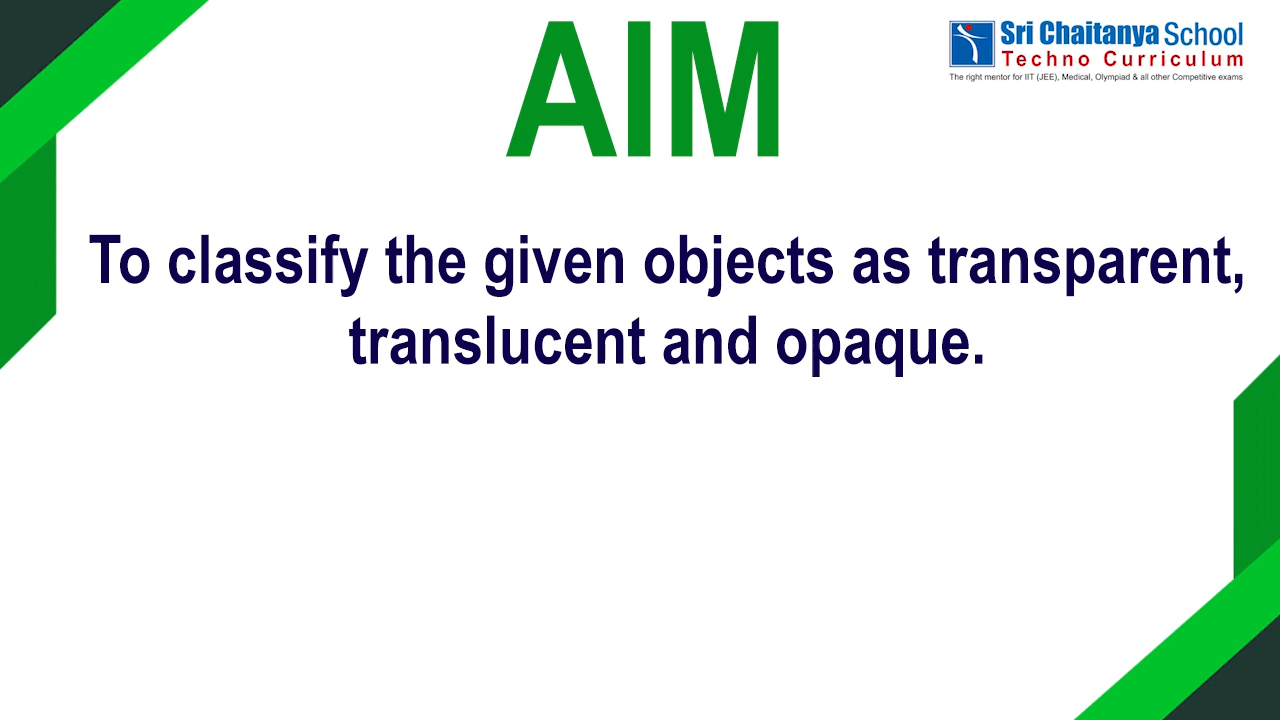 AIM
Sri Chaitanya School
Techno Curriculum
The right mentor for IIT (JEE), Medical, Olympiad & all other Competitive exams
To classify the given objects as transparent,
translucent and opaque.